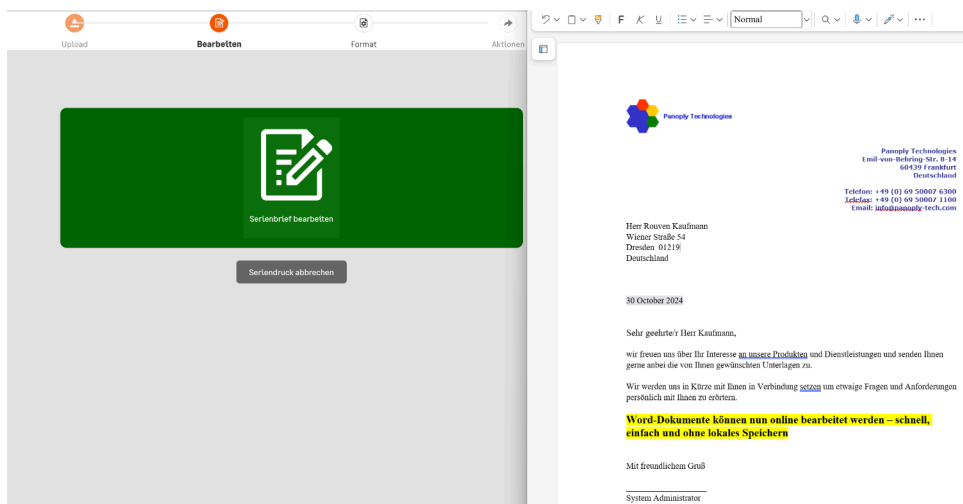 Upload
Bearbeiten
Format
Aktionen
Serienbrief bearbeiten
Seriendruck abbrechen
F K U
Normal
Panoply Technologies
Panoply Technologies
Emil-von-Behring-Str. 8-14
60439 Frankfurt
Deutschland
Telefon: +49 (0) 69 50007 6300
Telefax: +49 (0) 69 50007 1100
Email: info@panoply-tech.com
Herr Rouven Kaufmann
Wiener Straße 54
Dresden 01219
Deutschland
30 October 2024
Sehr geehrte/r Herr Kaufmann,
wir freuen uns über Ihr Interesse an unsere Produkten und Dienstleistungen und senden Ihnen
gerne anbei die von Ihnen gewünschten Unterlagen zu.
Wir werden uns in Kürze mit Ihnen in Verbindung setzen um etwaige Fragen und Anforderungen
persönlich mit Ihnen zu erörtern.
Word-Dokumente können nun online bearbeitet werden – schnell,
einfach und ohne lokales Speichern
Mit freundlichem Gruß
System Administrator